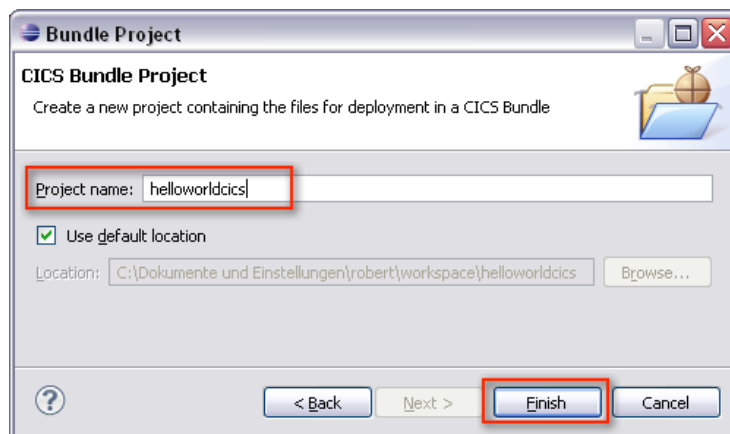 Bundle Project
CICS Bundle Project
Create a new project containing the files for deployment in a CICS Bundle
Project name: helloworldcics
Use default location
Location: C:\Dokumente und Einstellungen\robert\workspace\helloworldcics Browse...
< Back Next > Finish Cancel